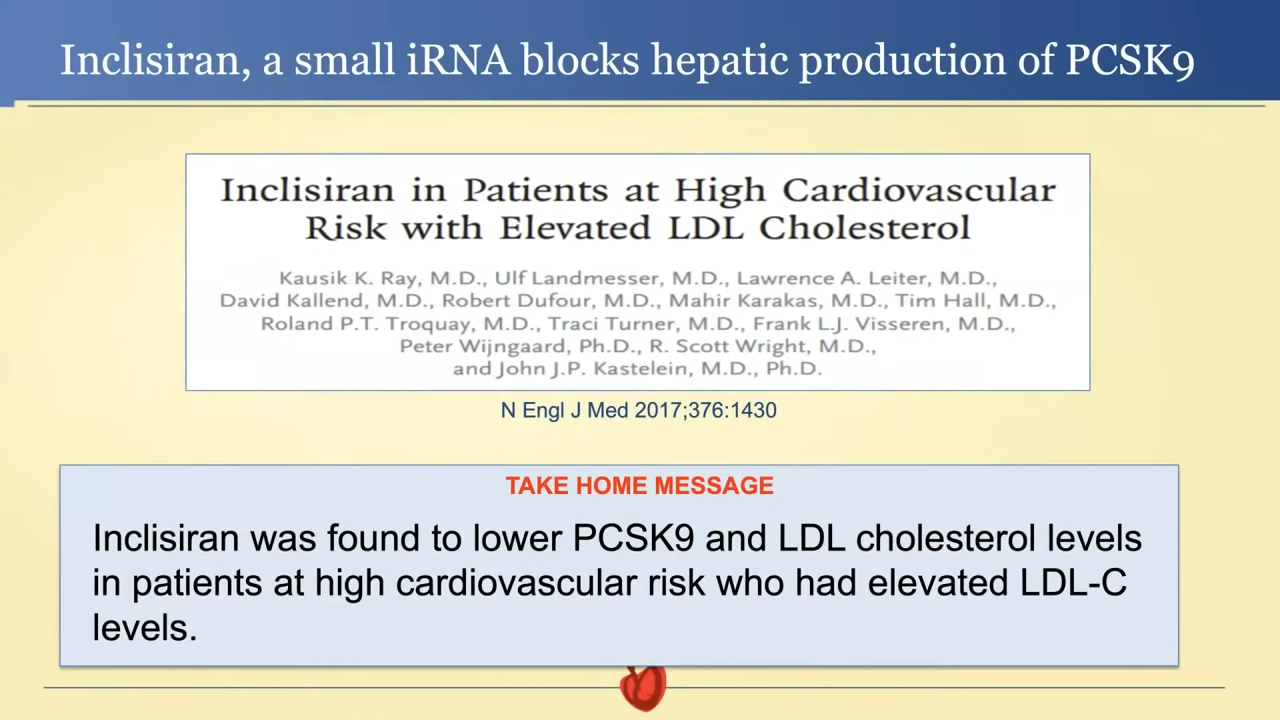 Inclisiran, a small iRNA blocks hepatic production of PCSK9
Inclisiran in Patients at High Cardiovascular
Risk with Elevated LDL Cholesterol
Kausik K. Ray, M.D., Ulf Landmesser, M.D., Lawrence A. Leiter, M.D.,
David Kallend, M.D., Robert Dufour, M.D., Mahir Karakas, M.D., Tim Hall, M.D.,
Roland P.T. Troquay, M.D., Traci Turner, M.D., Frank L.J. Visseren, M.D.,
Peter Wijngaard, Ph.D., R. Scott Wright, M.D.,
and John J.P. Kastelein, M.D., Ph.D.
N Engl J Med 2017;376:1430
TAKE HOME MESSAGE
Inclisiran was found to lower PCSK9 and LDL cholesterol levels
in patients at high cardiovascular risk who had elevated LDL-C
levels.